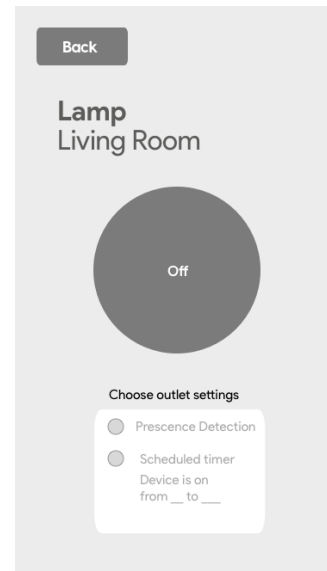 Back
Lamp
Living Room
Off
Choose outlet settings
Prescence Detection
Scheduled timer
Device is on
from __ to ___